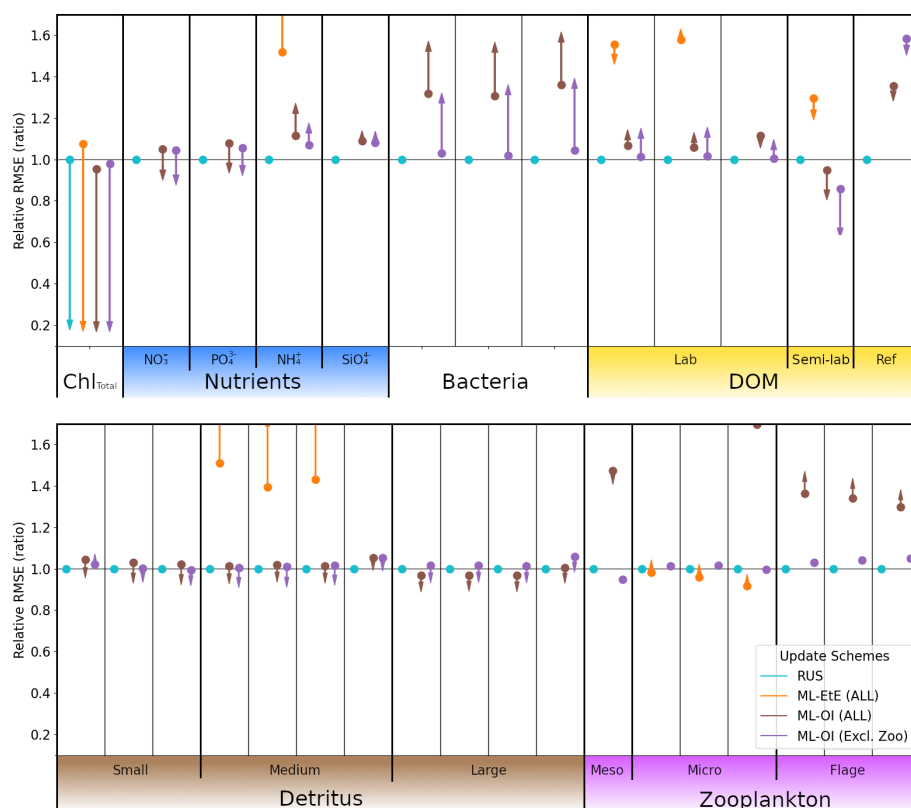 Relative RMSE (ratio)
1.6
1.4
1.2
1.0
0.8
0.6
0.4
0.2
NO₃⁻ PO₄³⁻ NH₄⁺ SiO₄⁴⁻ Lab Semi-lab Ref
Chl_Total Nutrients Bacteria DOM
Relative RMSE (ratio)
1.6
1.4
1.2
1.0
0.8
0.6
0.4
0.2
Update Schemes
RUS
ML-EtE (ALL)
ML-OI (ALL)
ML-OI (Excl. Zoo)
Small Medium Large Meso Micro Flage
Detritus Zooplankton